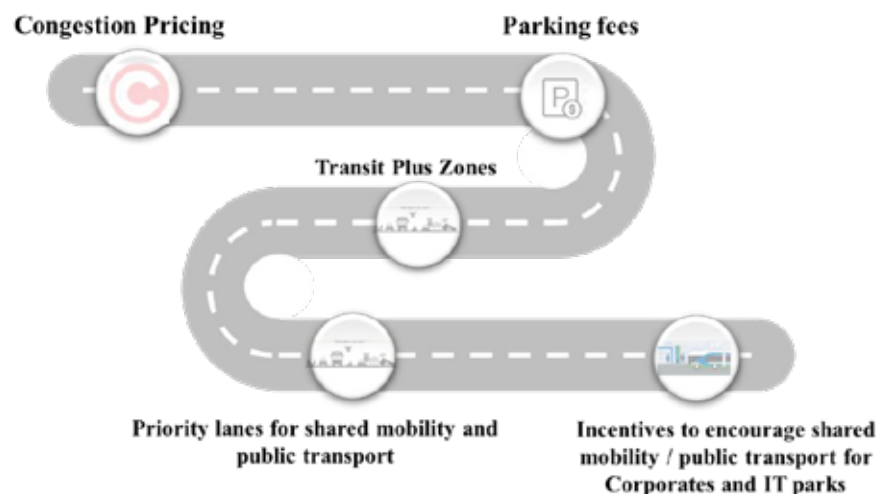 Congestion Pricing
Parking fees
C
P
$
Transit Plus Zones
Priority lanes for shared mobility and
public transport
Incentives to encourage shared
mobility / public transport for
Corporates and IT parks